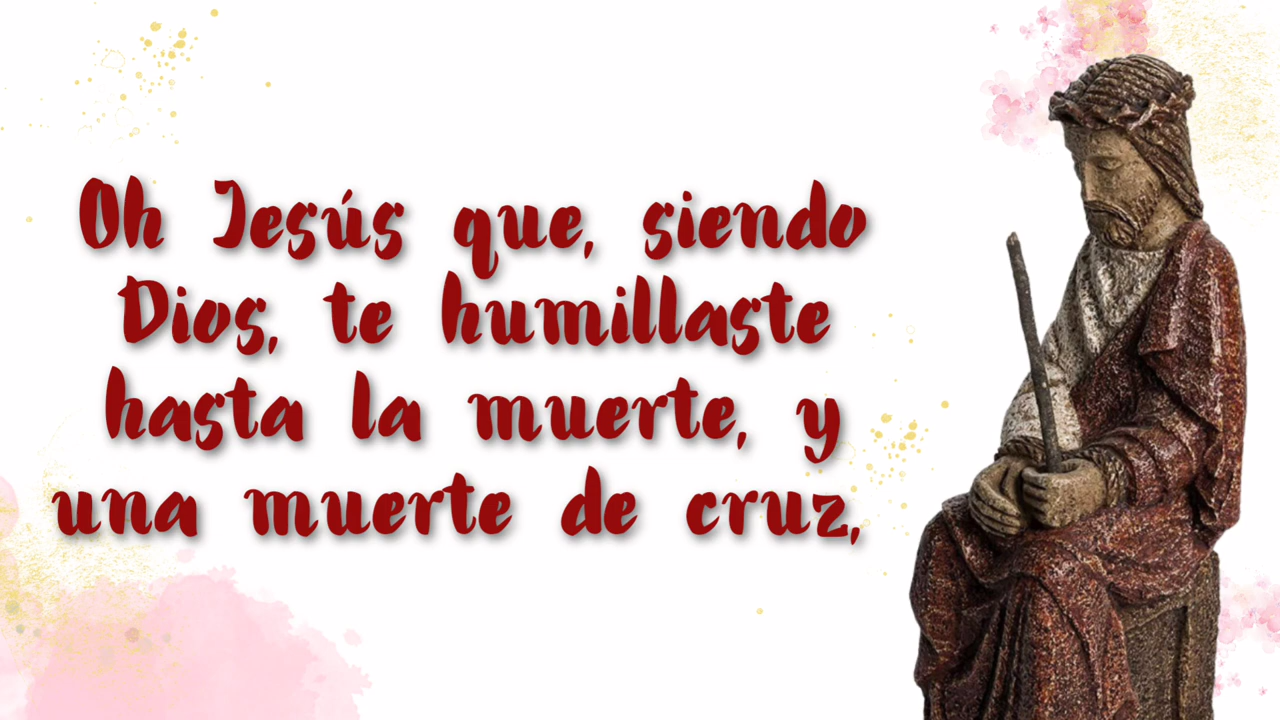 Oh Jesús que, siendo
Dios, te humillaste
hasta la muerte, y
una muerte de cruz,